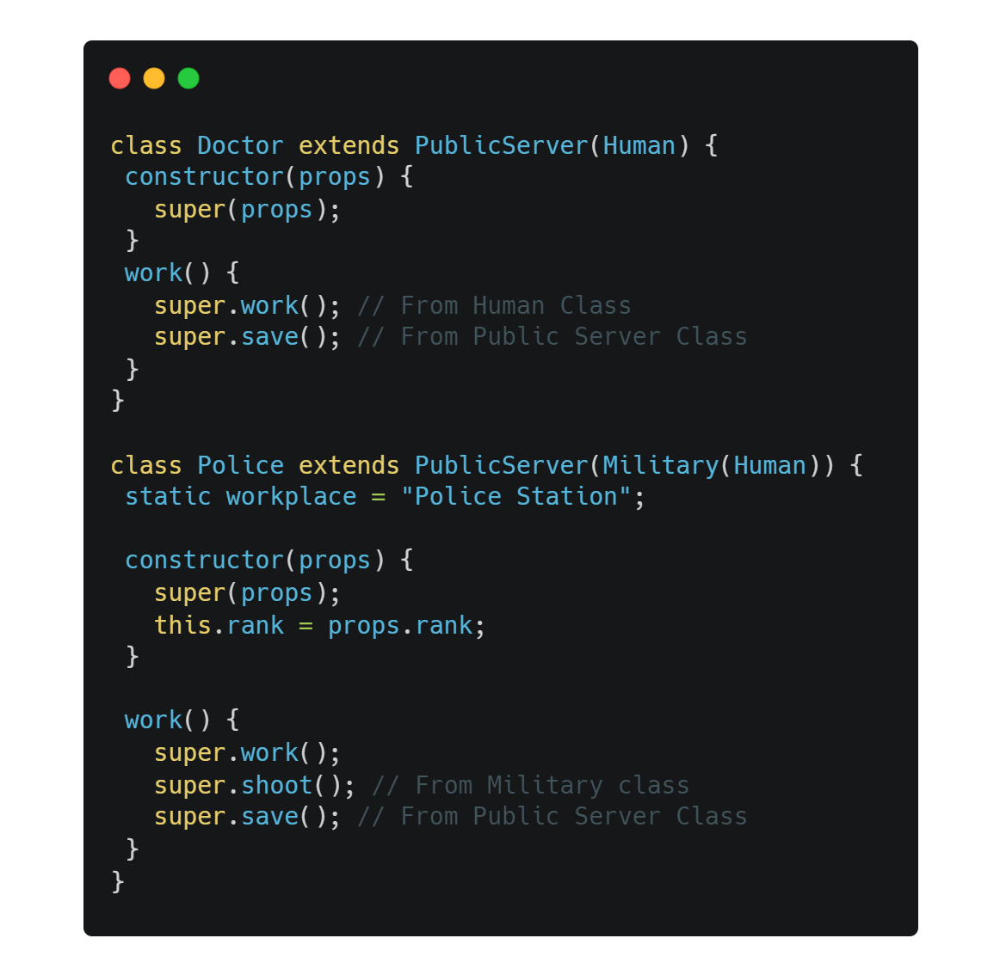 class Doctor extends PublicServer(Human) {
 constructor(props) {
   super(props);
 }
 work() {
   super.work(); // From Human Class
   super.save(); // From Public Server Class
 }
}

class Police extends PublicServer(Military(Human)) {
 static workplace = "Police Station";

 constructor(props) {
   super(props);
   this.rank = props.rank;
 }

 work() {
   super.work();
   super.shoot(); // From Military class
   super.save(); // From Public Server Class
 }
}